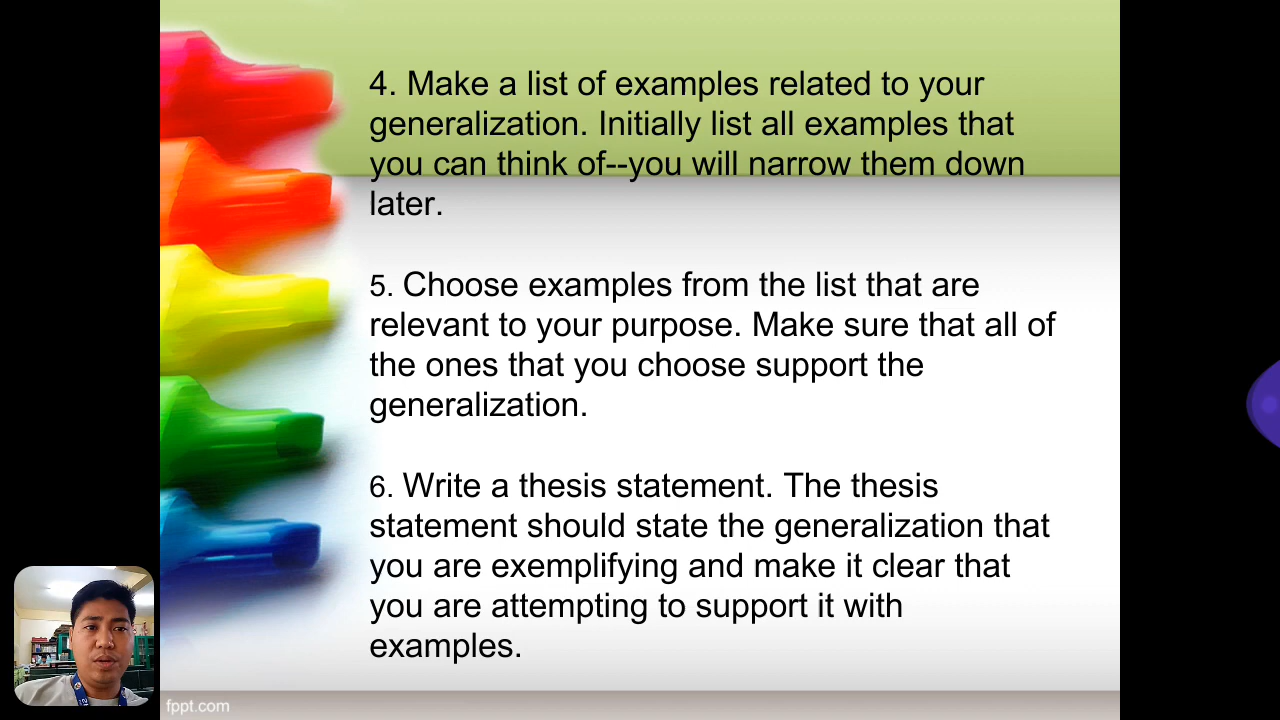 4. Make a list of examples related to your
generalization. Initially list all examples that
you can think of--you will narrow them down
later.
5. Choose examples from the list that are
relevant to your purpose. Make sure that all of
the ones that you choose support the
generalization.
6. Write a thesis statement. The thesis
statement should state the generalization that
you are exemplifying and make it clear that
you are attempting to support it with
examples.
fppt.com